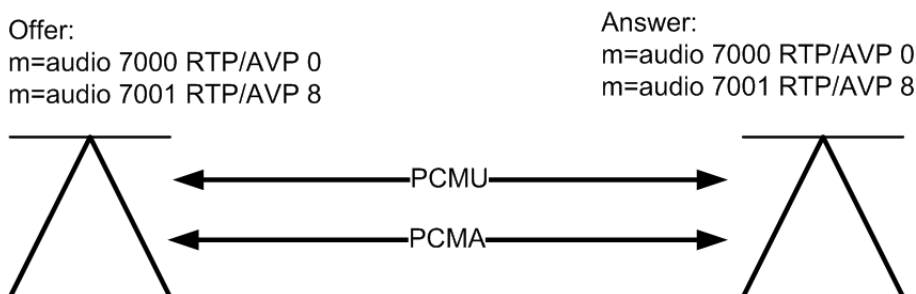 Offer:
m=audio 7000 RTP/AVP 0
m=audio 7001 RTP/AVP 8
Answer:
m=audio 7000 RTP/AVP 0
m=audio 7001 RTP/AVP 8
PCMU
PCMA